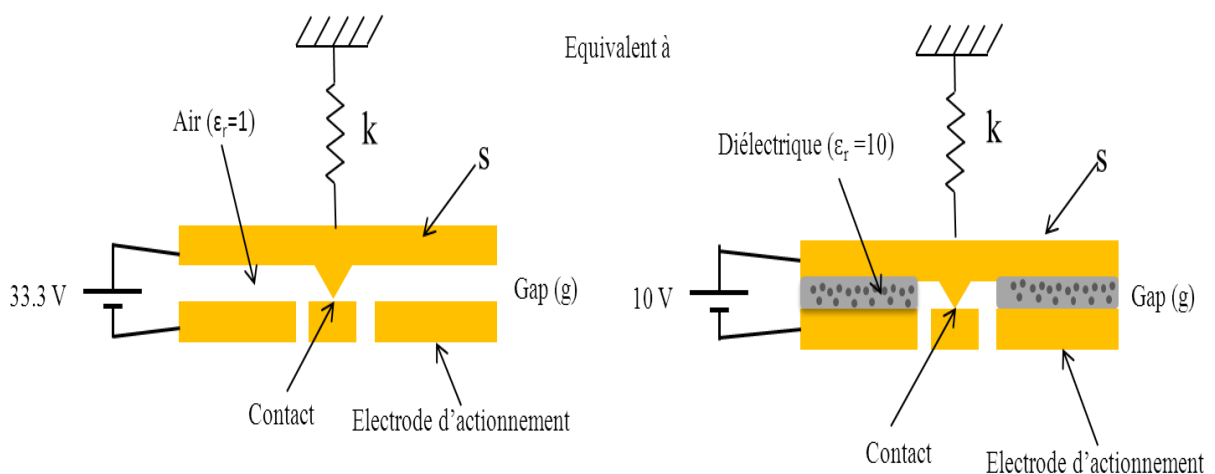 Equivalent à
Air (εr=1)
k
S
33.3 V
Gap (g)
Contact
Electrode d’actionnement
Diélectrique (εr =10)
k
S
10 V
Gap (g)
Contact
Electrode d’actionnement